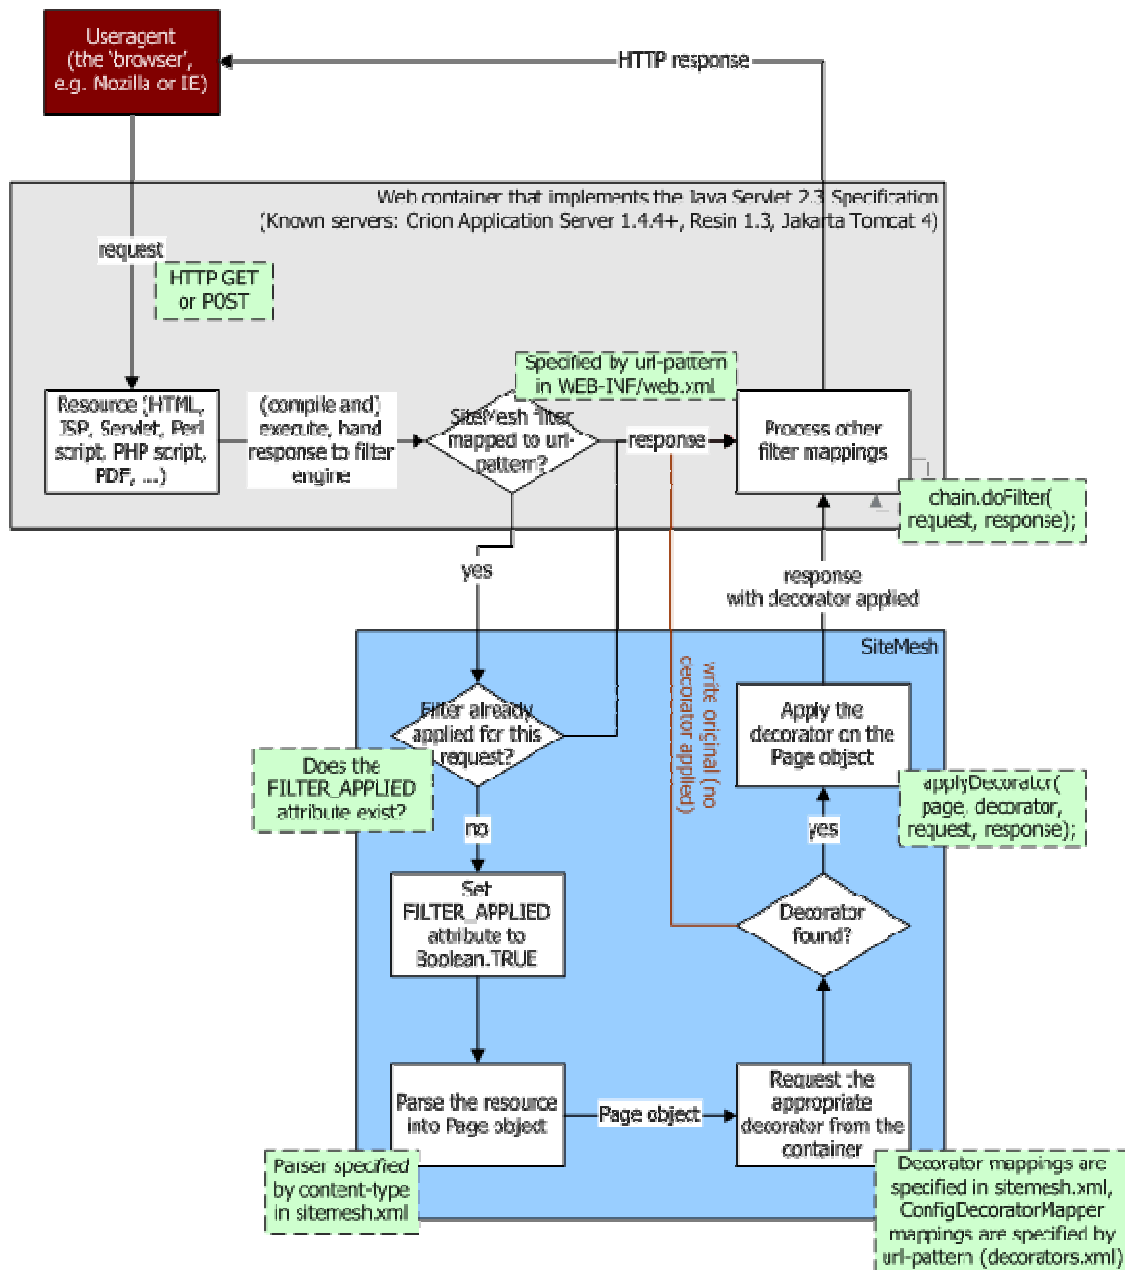 Useragent
(the 'browser',
e.g. Mozilla or IE)
HTTP response
Web container that implements the Java Servlet 2.3 Specification
(Known servers: Orion Application Server 1.4.4+, Resin 1.3, Jakarta Tomcat 4)
request
HTTP GET
or POST
Specified by url-pattern
in WEB-INF/web.xml
Resource (HTML,
JSP, Servlet, Perl
script, PHP script,
PDF, ...)
(compile and)
execute, hand
response to filter
engine
SiteMesh filter
mapped to url-
pattern?
response
Process other
filter mappings
chain.doFilter(
request, response);
yes
response
with decorator applied
SiteMesh
write original (no
decorator applied)
Filter already
applied for this
request?
Does the
FILTER_APPLIED
attribute exist?
Apply the
decorator on the
Page object
applyDecorator(
page, decorator,
request, response);
no
yes
Set
FILTER_APPLIED
attribute to
Boolean.TRUE
Decorator
found?
Parse the resource
into Page object
Page object
Request the
appropriate
decorator from the
container
Parser specified
by content-type
in sitemesh.xml
Decorator mappings are
specified in sitemesh.xml,
ConfigDecoratorMapper
mappings are specified by
url-pattern (decorators.xml)